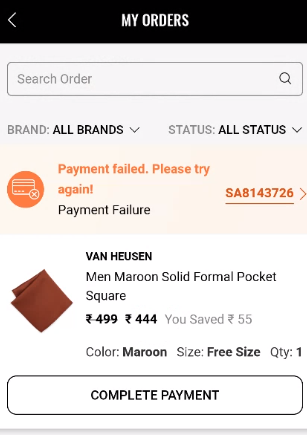 MY ORDERS
Search Order
BRAND: ALL BRANDS STATUS: ALL STATUS
Payment failed. Please try
again!
SA8143726
Payment Failure
VAN HEUSEN
Men Maroon Solid Formal Pocket
Square
₹ 499 ₹ 444 You Saved ₹ 55
Color: Maroon Size: Free Size Qty: 1
COMPLETE PAYMENT